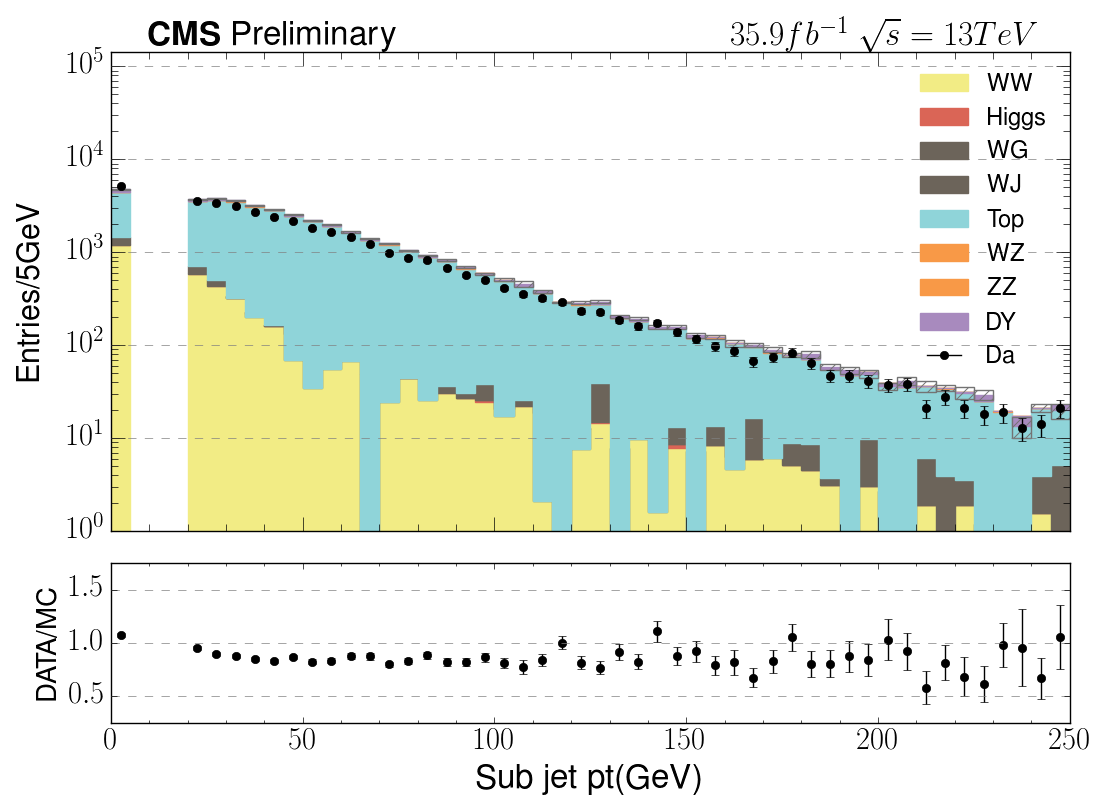 CMS Preliminary 35.9fb⁻¹ √s = 13TeV
10⁵
10⁴
10³
10²
10¹
10⁰
Entries/5GeV
WW
Higgs
WG
WJ
Top
WZ
ZZ
DY
Da
1.5
1.0
0.5
DATA/MC
0 50 100 150 200 250
Sub jet pt(GeV)